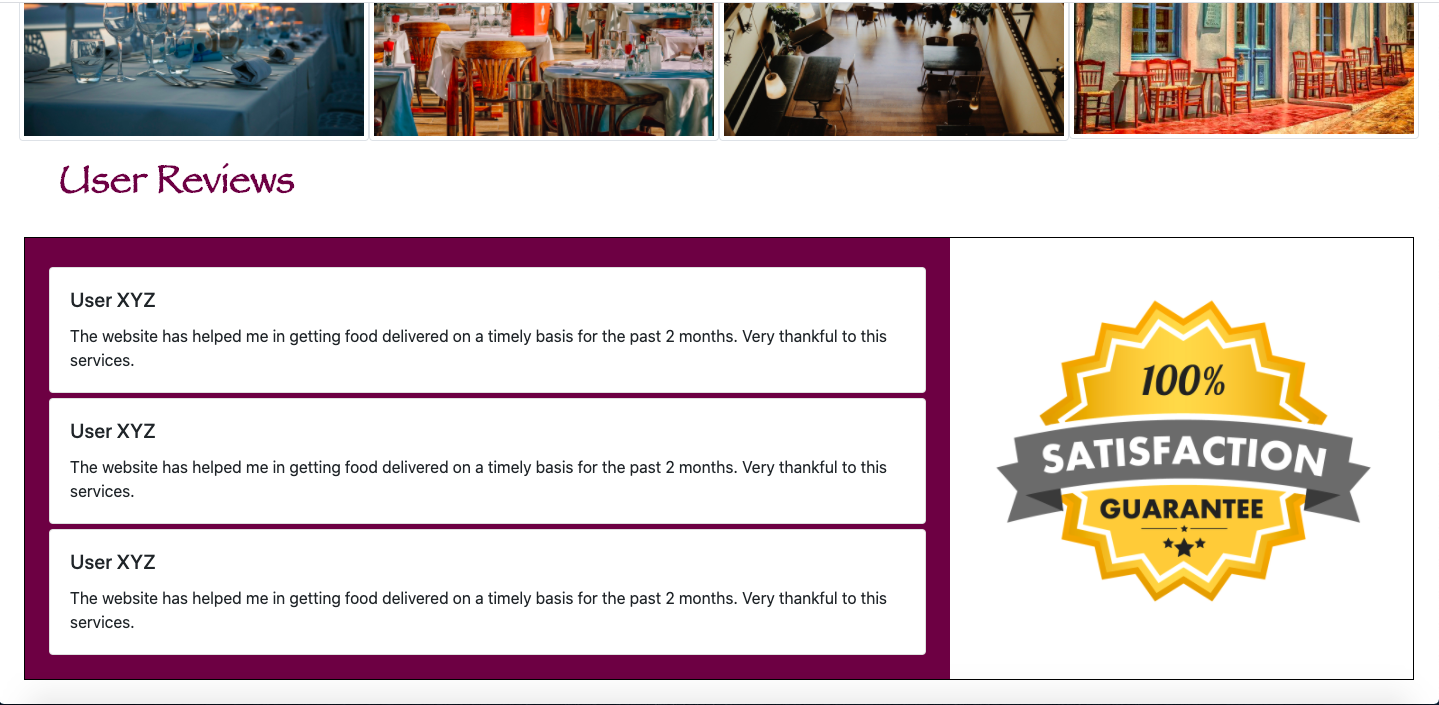 User Reviews
User XYZ
The website has helped me in getting food delivered on a timely basis for the past 2 months. Very thankful to this
services.
User XYZ
The website has helped me in getting food delivered on a timely basis for the past 2 months. Very thankful to this
services.
User XYZ
The website has helped me in getting food delivered on a timely basis for the past 2 months. Very thankful to this
services.
100%
SATISFACTION
GUARANTEE